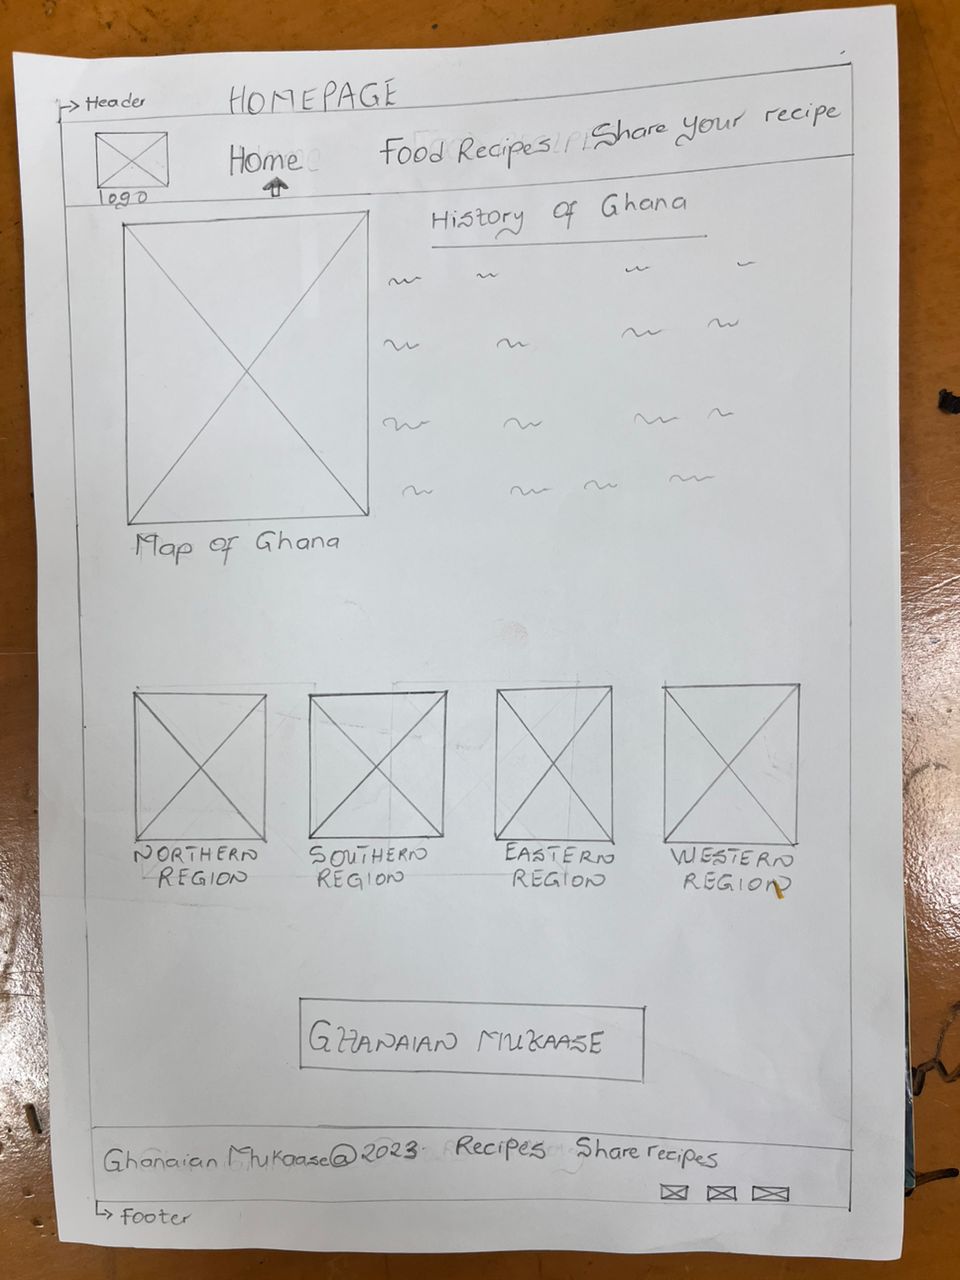 HOMEPAGE
Header
logo
Home
Food Recipes
Share your recipe
History of Ghana
Map of Ghana
NORTHERN
REGION
SOUTHERN
REGION
EASTERN
REGION
WESTERN
REGION
GHANAIAN MUKAASE
Ghanaian Mukaase@2023 Recipes Share recipes
Footer